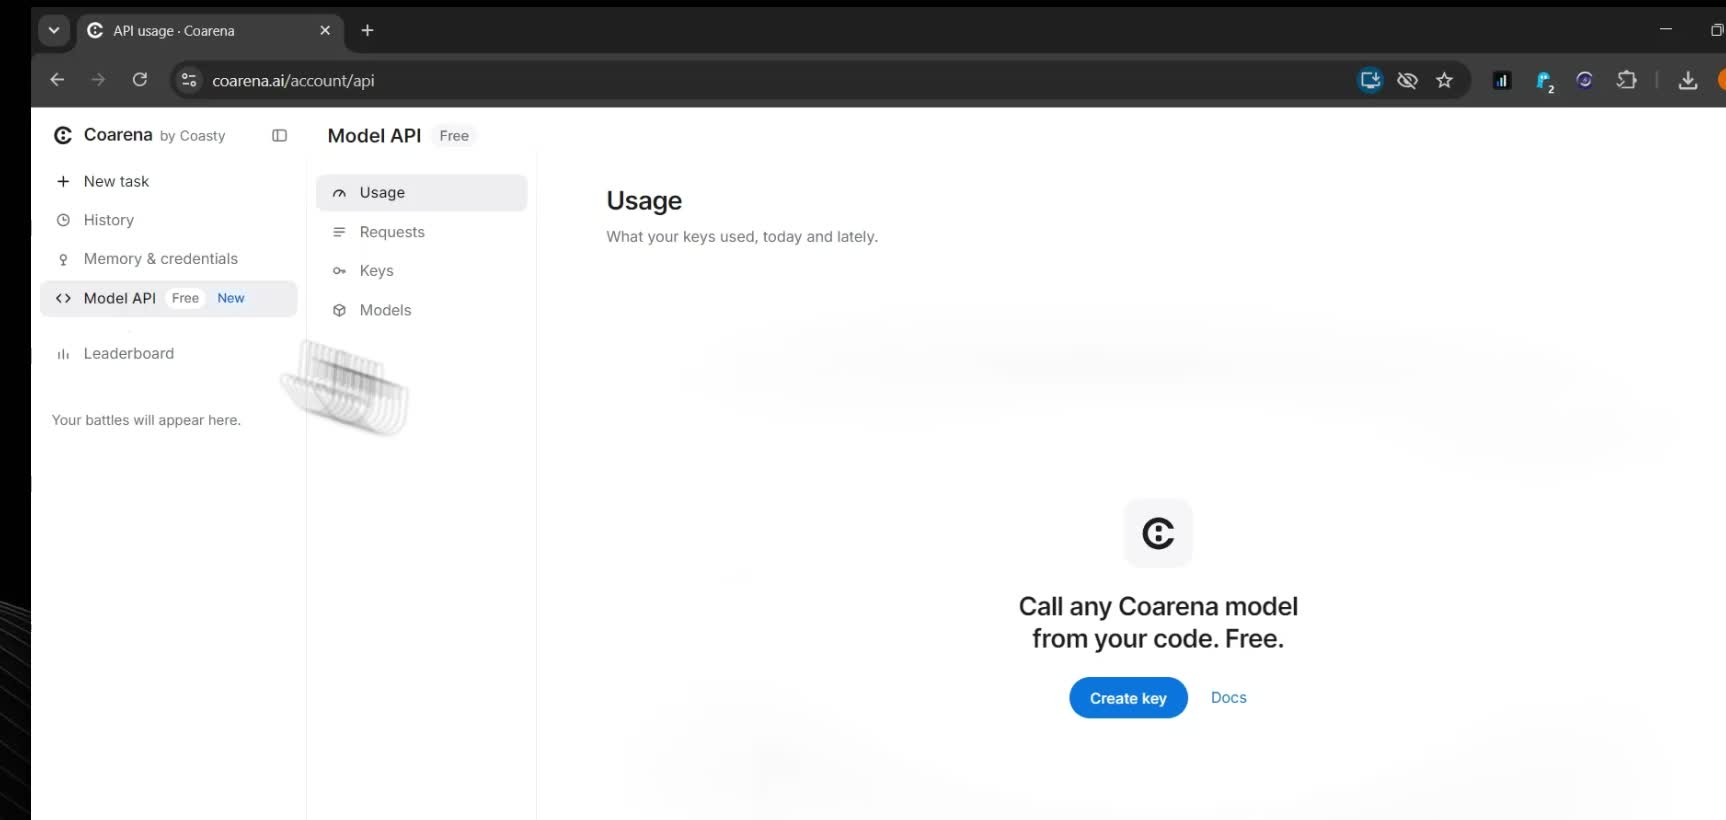 API usage · Coarena
coarena.ai/account/api
2
Coarena by Coasty
New task
History
Memory & credentials
Model API Free New
Leaderboard
Your battles will appear here.
Model API Free
Usage
Requests
Keys
Models
Usage
What your keys used, today and lately.
Call any Coarena model
from your code. Free.
Create key Docs